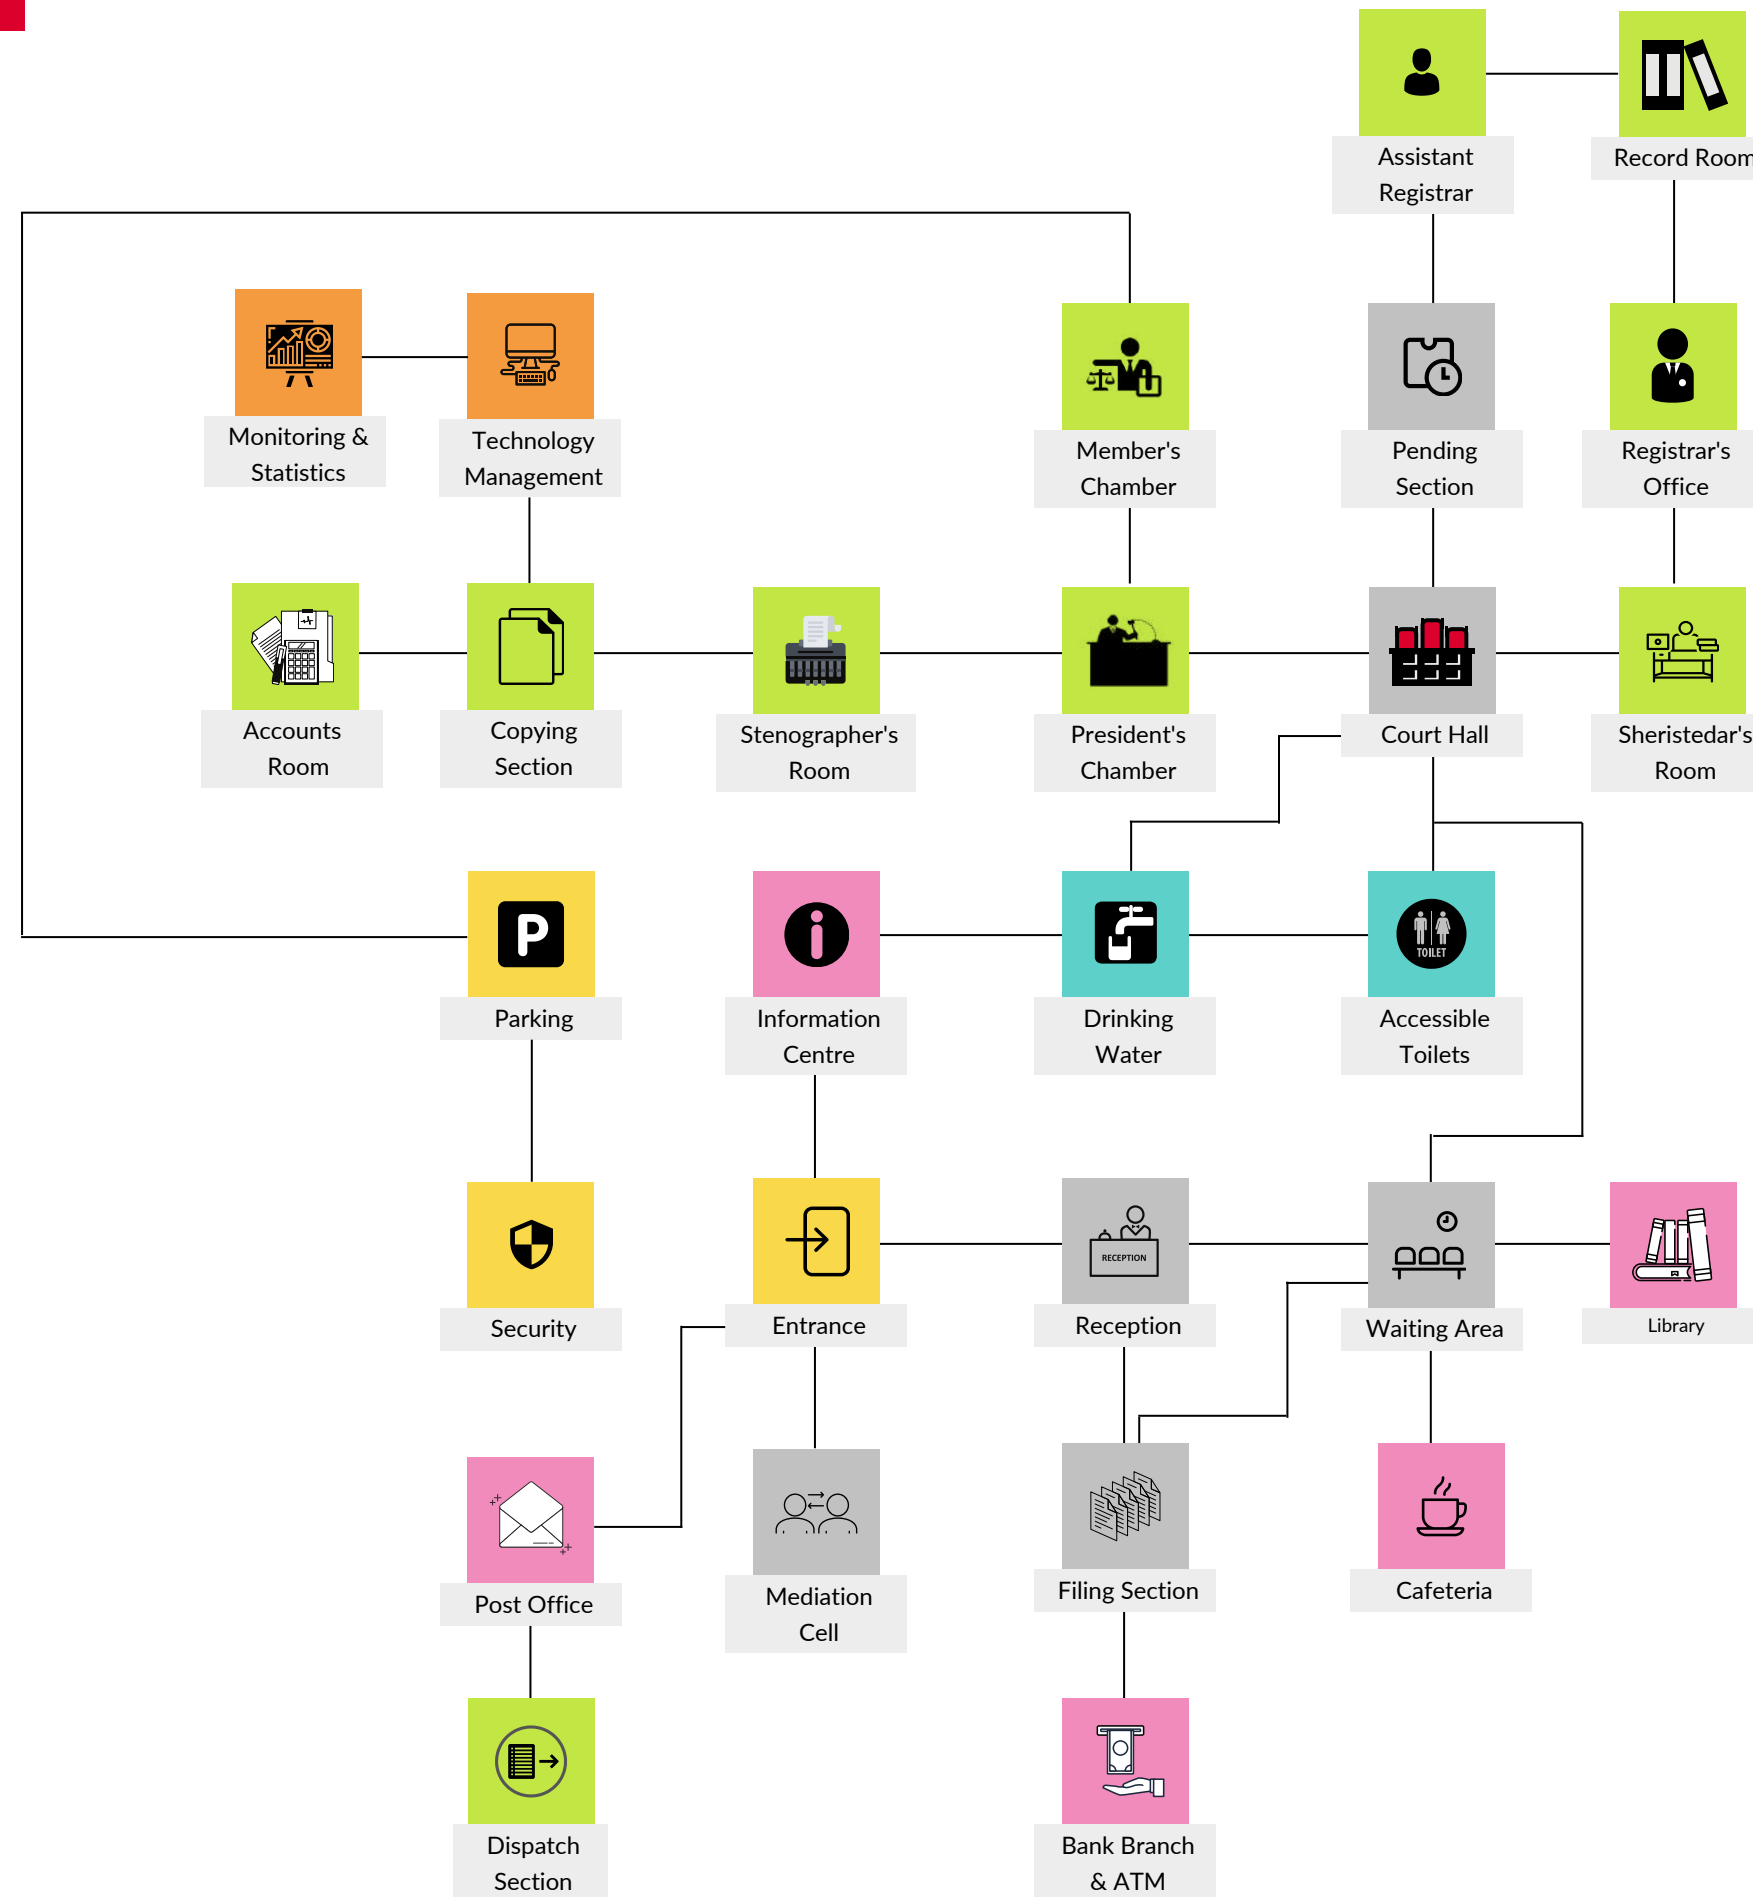 Assistant
Registrar
Record Room
Monitoring &
Statistics
Technology
Management
Member's
Chamber
Pending
Section
Registrar's
Office
Accounts
Room
Copying
Section
Stenographer's
Room
President's
Chamber
Court Hall
Sheristedar's
Room
P
i
TOILET
Parking
Information
Centre
Drinking
Water
Accessible
Toilets
RECEPTION
Security
Entrance
Reception
Waiting Area
Library
Post Office
Mediation
Cell
Filing Section
Cafeteria
Dispatch
Section
Bank Branch
& ATM